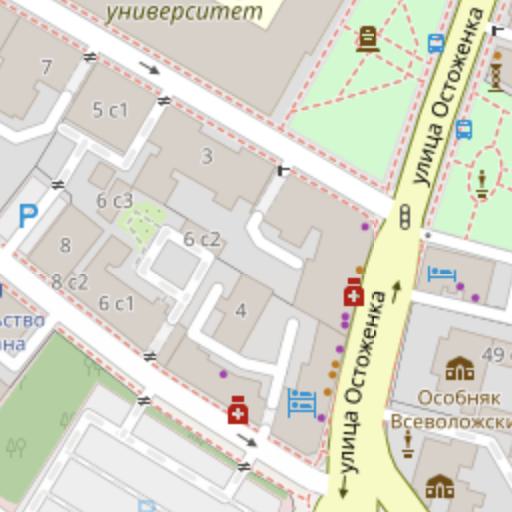 университет
7
5 с1
улица Остоженка
3
6 с3
P
6 с2
8
8 с2
6 с1
4
улица Остоженка
49
Особняк
Всеволожски